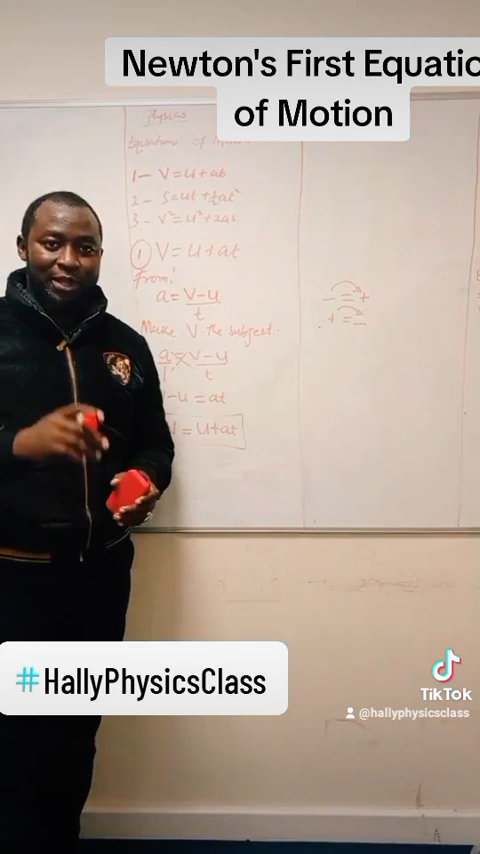 Newton's First Equatio
of Motion
Physics
Equations of
1- V=U+at
2- S=Ut+½at²
3- V²=U²+2as
① V=U+at
From!
a=V-U
t
Make V the subject.
a V-U
1 t
-U=at
=U+at
- = +
+ = -
#HallyPhysicsClass
TikTok
@hallyphysicsclass